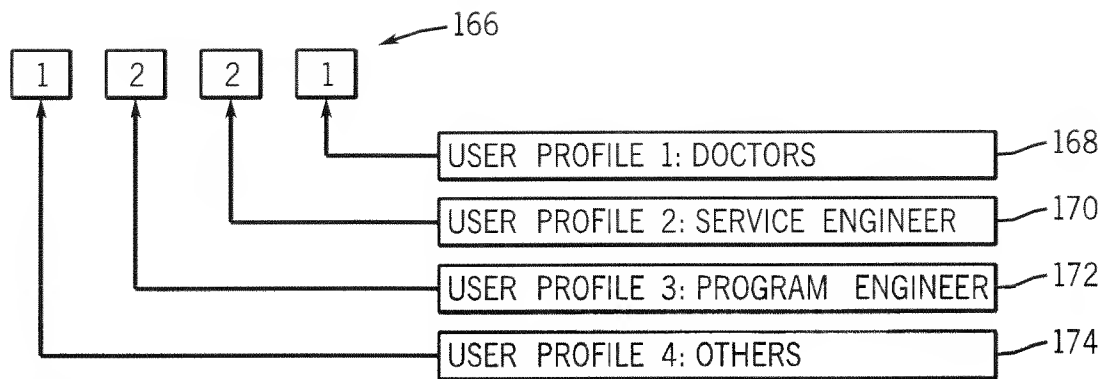 166
1 2 2 1
USER PROFILE 1: DOCTORS 168
USER PROFILE 2: SERVICE ENGINEER 170
USER PROFILE 3: PROGRAM ENGINEER 172
USER PROFILE 4: OTHERS 174